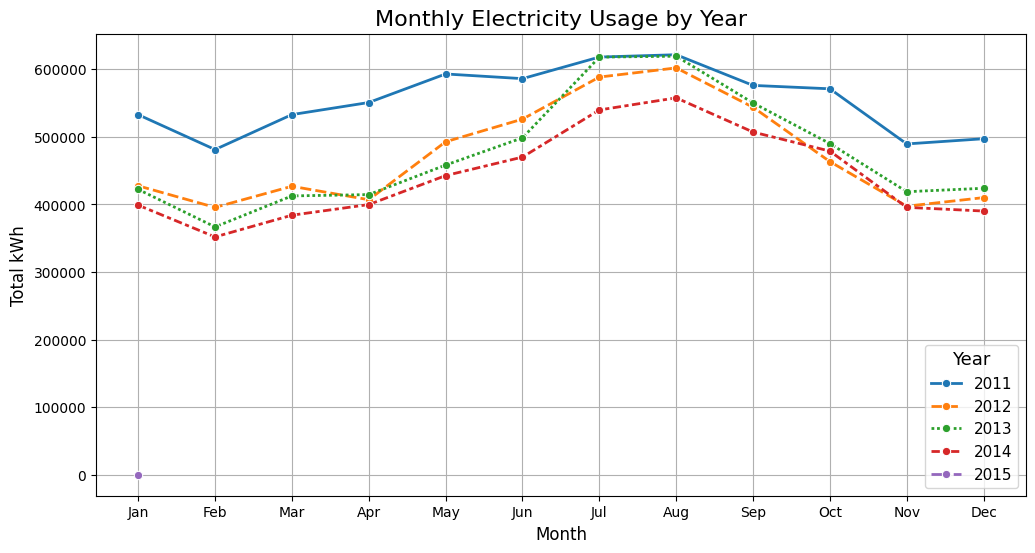 Monthly Electricity Usage by Year
Total kWh
600000
500000
400000
300000
200000
100000
0
Jan Feb Mar Apr May Jun Jul Aug Sep Oct Nov Dec
Month
Year
2011
2012
2013
2014
2015